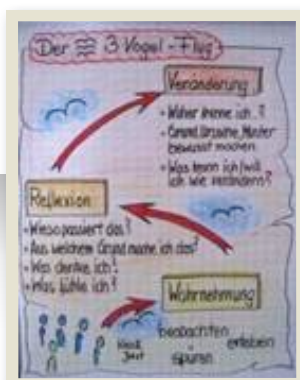 Der 3 Vogel-Flug
Veränderung
• Woher kenne ich..?
• Grund, Ursache, Muster
bewusst machen
• Was kann ich/will
ich wie verändern?
Reflexion
• Wieso passiert das?
• Aus welchem Grund mache ich das?
• Was denke ich?
• Was fühle ich?
Wahrnehmung
beobachten
erleben
spüren